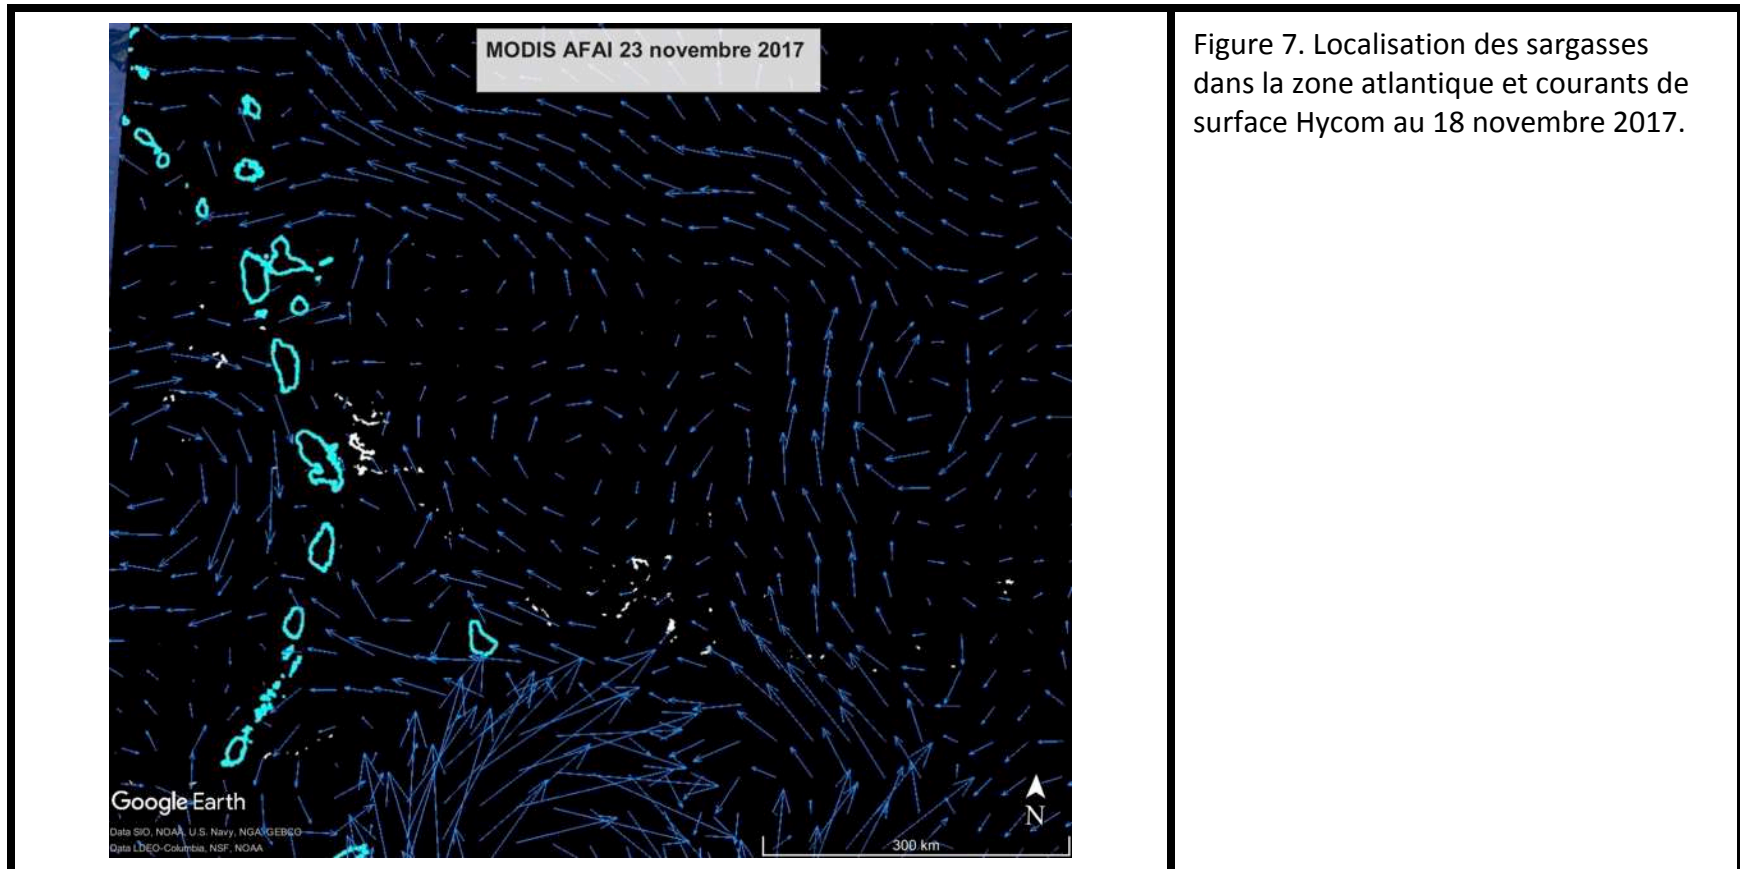 MODIS AFAI 23 novembre 2017
Figure 7. Localisation des sargasses
dans la zone atlantique et courants de
surface Hycom au 18 novembre 2017.
Google Earth
Data SIO, NOAA, U.S. Navy, NGA, GEBCO
Data LDEO-Columbia, NSF, NOAA
N
300 km